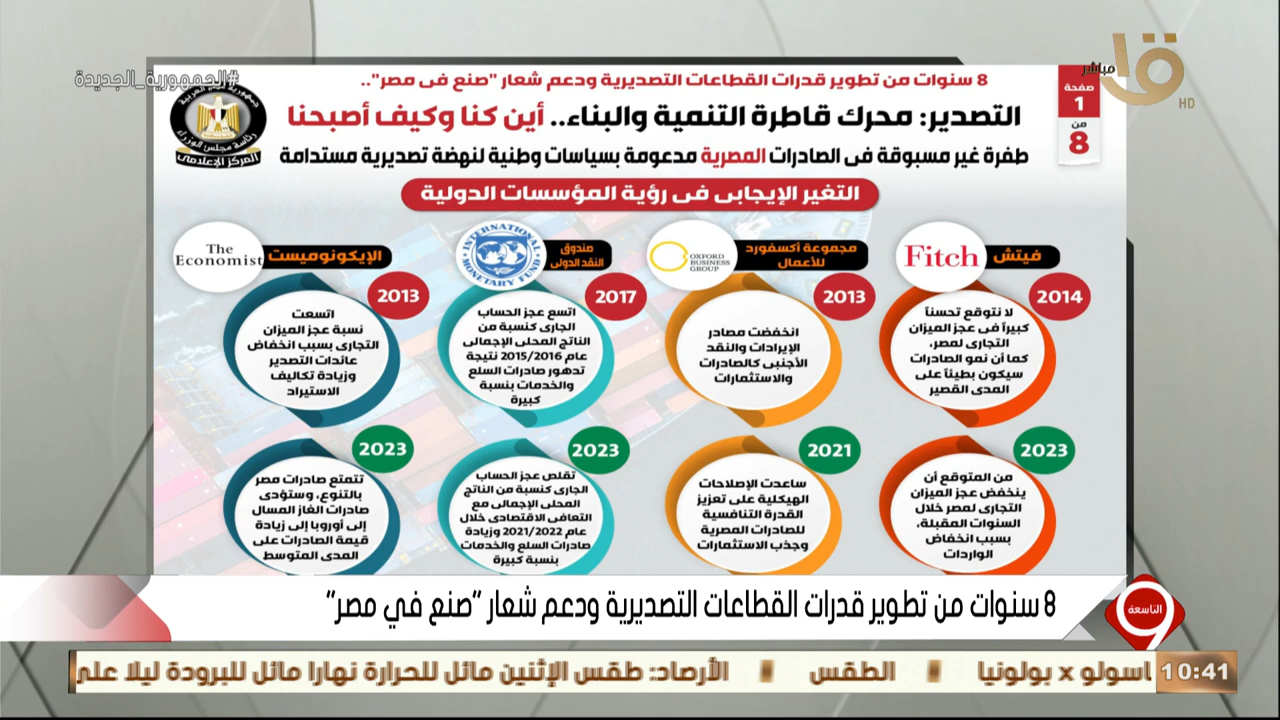 #الجمهورية_الجديدة
مباشر
HD
8 سنوات من تطوير قدرات القطاعات التصديرية ودعم شعار "صنع فى مصر"..
التصدير: محرك قاطرة التنمية والبناء.. أين كنا وكيف أصبحنا
طفرة غير مسبوقة فى الصادرات المصرية مدعومة بسياسات وطنية لنهضة تصديرية مستدامة
صفحة
1
من
8
جمهورية مصر العربية
رئاسة مجلس الوزراء
المركز الإعلامى
التغير الإيجابى فى رؤية المؤسسات الدولية
فيتش
Fitch
2014
لا نتوقع تحسناً
كبيراً فى عجز الميزان
التجارى لمصر،
كما أن نمو الصادرات
سيكون بطيئاً على
المدى القصير
2023
من المتوقع أن
ينخفض عجز الميزان
التجارى لمصر خلال
السنوات المقبلة،
بسبب انخفاض
الواردات
مجموعة أكسفورد
للأعمال
OXFORD
BUSINESS
GROUP
2013
انخفضت مصادر
الإيرادات والنقد
الأجنبى كالصادرات
والاستثمارات
2021
ساعدت الإصلاحات
الهيكلية على تعزيز
القدرة التنافسية
للصادرات المصرية
وجذب الاستثمارات
صندوق
النقد الدولى
INTERNATIONAL MONETARY FUND
2017
اتسع عجز الحساب
الجارى كنسبة من
الناتج المحلى الإجمالى
عام 2015/2016 نتيجة
تدهور صادرات السلع
والخدمات بنسبة
كبيرة
2023
تقلص عجز الحساب
الجارى كنسبة من الناتج
المحلى الإجمالى مع
التعافى الاقتصادى خلال
عام 2021/2022 وزيادة
صادرات السلع والخدمات
بنسبة كبيرة
الإيكونوميست
The
Economist
2013
اتسعت
نسبة عجز الميزان
التجارى بسبب انخفاض
عائدات التصدير
وزيادة تكاليف
الاستيراد
2023
تتمتع صادرات مصر
بالتنوع، وستؤدى
صادرات الغاز المسال
إلى أوروبا إلى زيادة
قيمة الصادرات على
المدى المتوسط
8 سنوات من تطوير قدرات القطاعات التصديرية ودعم شعار "صنع في مصر"
التاسعة
10:41
اسولو x بولونيا الطقس الأرصاد: طقس الإثنين مائل للحرارة نهارا مائل للبرودة ليلا على